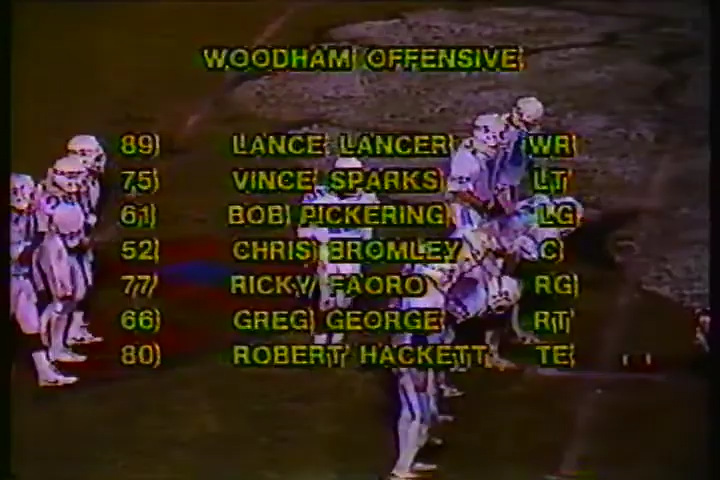 WOODHAM OFFENSIVE
89 LANCE LANCER WR
75 VINCE SPARKS LT
61 BOB PICKERING LG
52 CHRIS BROMLEY C
77 RICKY FAORO RG
66 GREG GEORGE RT
80 ROBERT HACKETT TE